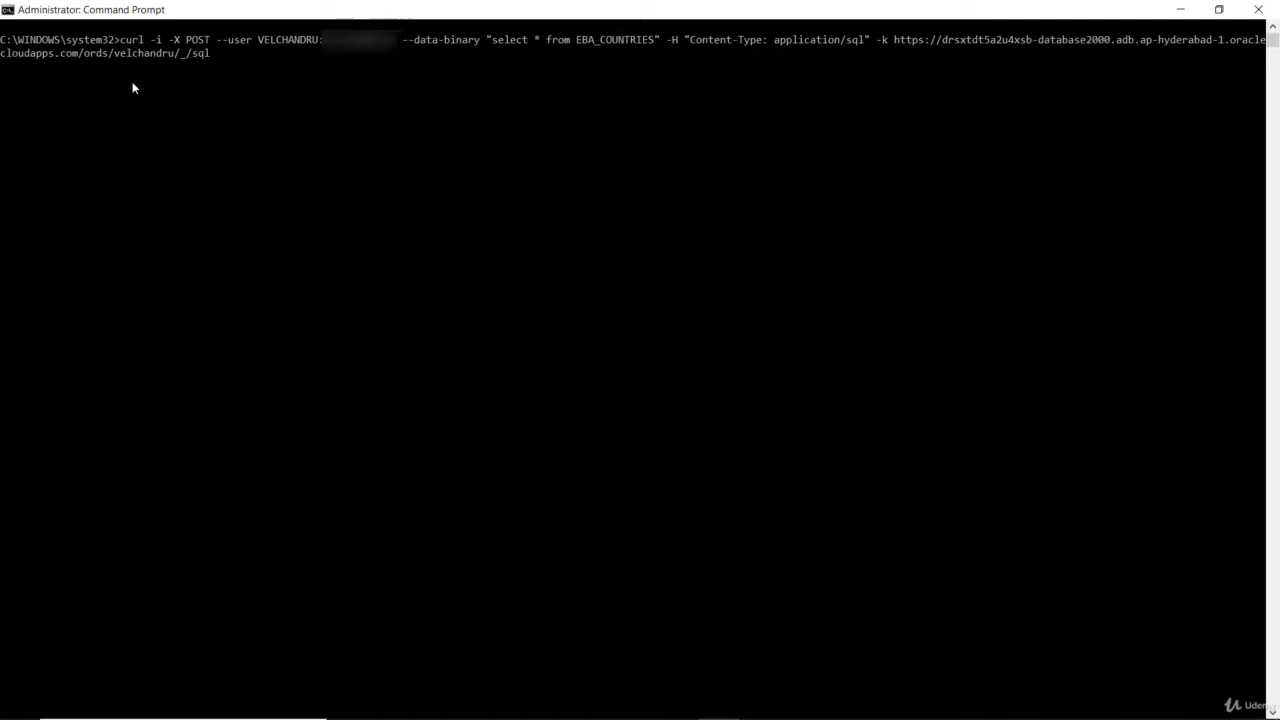 Administrator: Command Prompt
C:\WINDOWS\system32>curl -i -X POST --user VELCHANDRU: --data-binary "select * from EBA_COUNTRIES" -H "Content-Type: application/sql" -k https://drsxtdt5a2u4xsb-database2000.adb.ap-hyderabad-1.oracle
cloudapps.com/ords/velchandru/_/sql